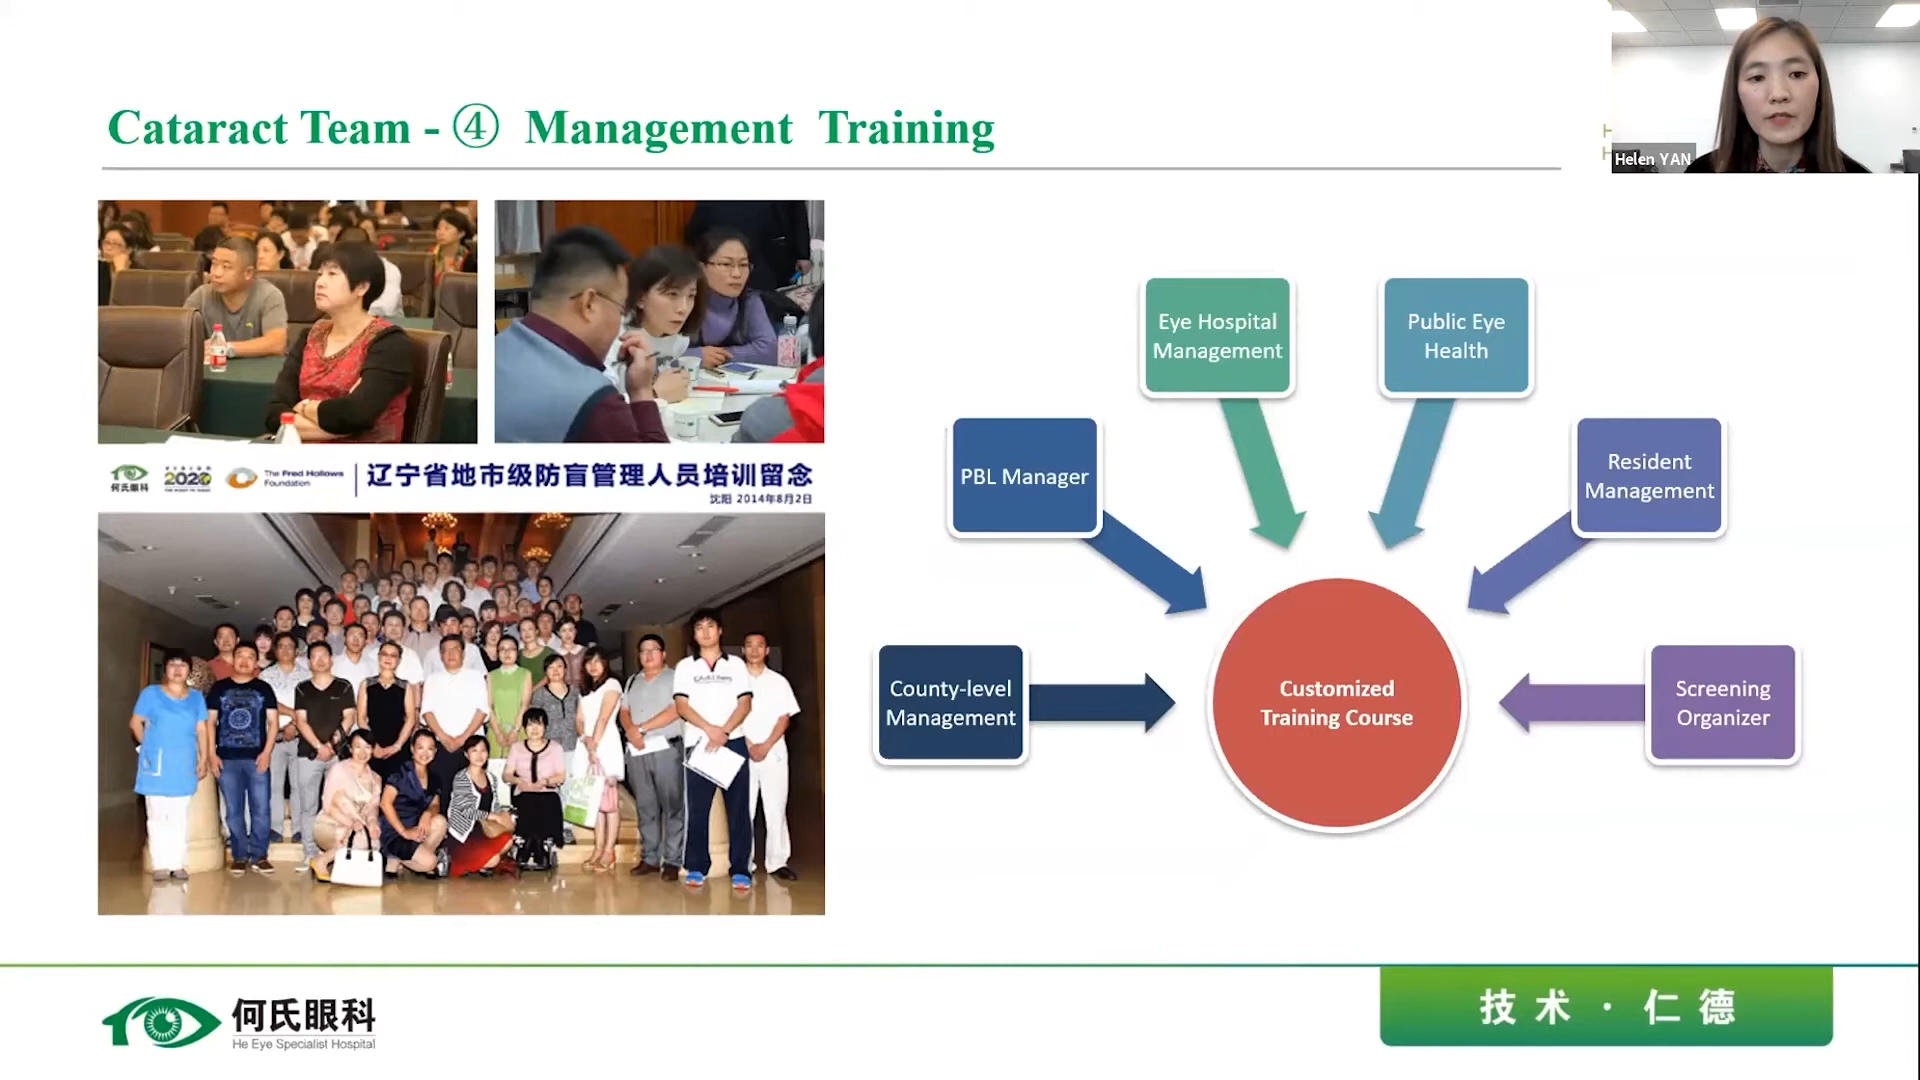 Cataract Team - ④ Management Training
Helen YAN
何氏眼科
2020
The Fred Hollows
Foundation
辽宁省地市级防盲管理人员培训留念
沈阳 2014年8月2日
Eye Hospital
Management
Public Eye
Health
PBL Manager
Resident
Management
County-level
Management
Customized
Training Course
Screening
Organizer
何氏眼科
He Eye Specialist Hospital
技术·仁德